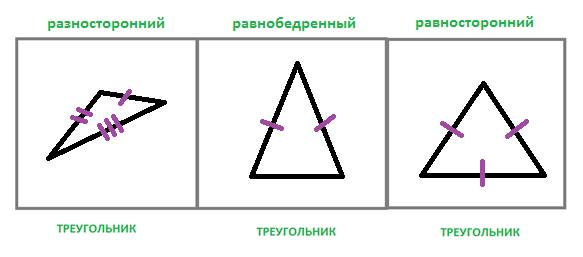 разносторонний
равнобедренный
равносторонний
ТРЕУГОЛЬНИК
ТРЕУГОЛЬНИК
ТРЕУГОЛЬНИК